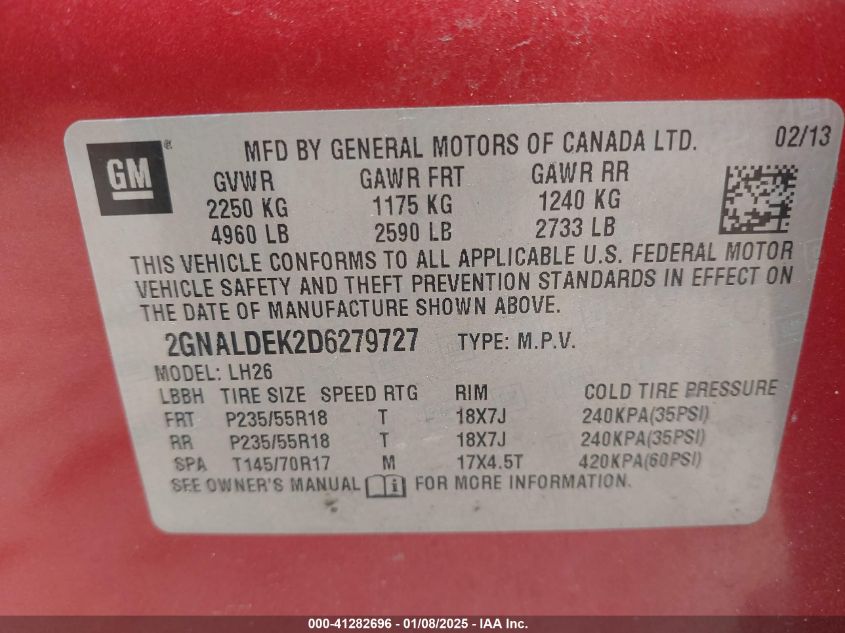 GM® MFD BY GENERAL MOTORS OF CANADA LTD. 02/13
GVWR GAWR FRT GAWR RR
2250 KG 1175 KG 1240 KG
4960 LB 2590 LB 2733 LB
THIS VEHICLE CONFORMS TO ALL APPLICABLE U.S. FEDERAL MOTOR
VEHICLE SAFETY AND THEFT PREVENTION STANDARDS IN EFFECT ON
THE DATE OF MANUFACTURE SHOWN ABOVE.
2GNALDEK2D6279727 TYPE: M.P.V.
MODEL: LH26
LBBH TIRE SIZE SPEED RTG RIM COLD TIRE PRESSURE
FRT P235/55R18 T 18X7J 240KPA(35PSI)
RR P235/55R18 T 18X7J 240KPA(35PSI)
SPA T145/70R17 M 17X4.5T 420KPA(60PSI)
SEE OWNER'S MANUAL i FOR MORE INFORMATION.
000-41282696 - 01/08/2025 - Copyright © IAA, Inc.